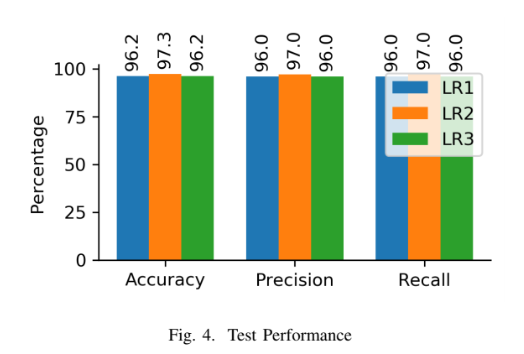 96.2 97.3 96.2 96.0 97.0 96.0 96.0 97.0 96.0
100
75
50
25
0
Percentage
LR1
LR2
LR3
Accuracy Precision Recall
Fig. 4. Test Performance